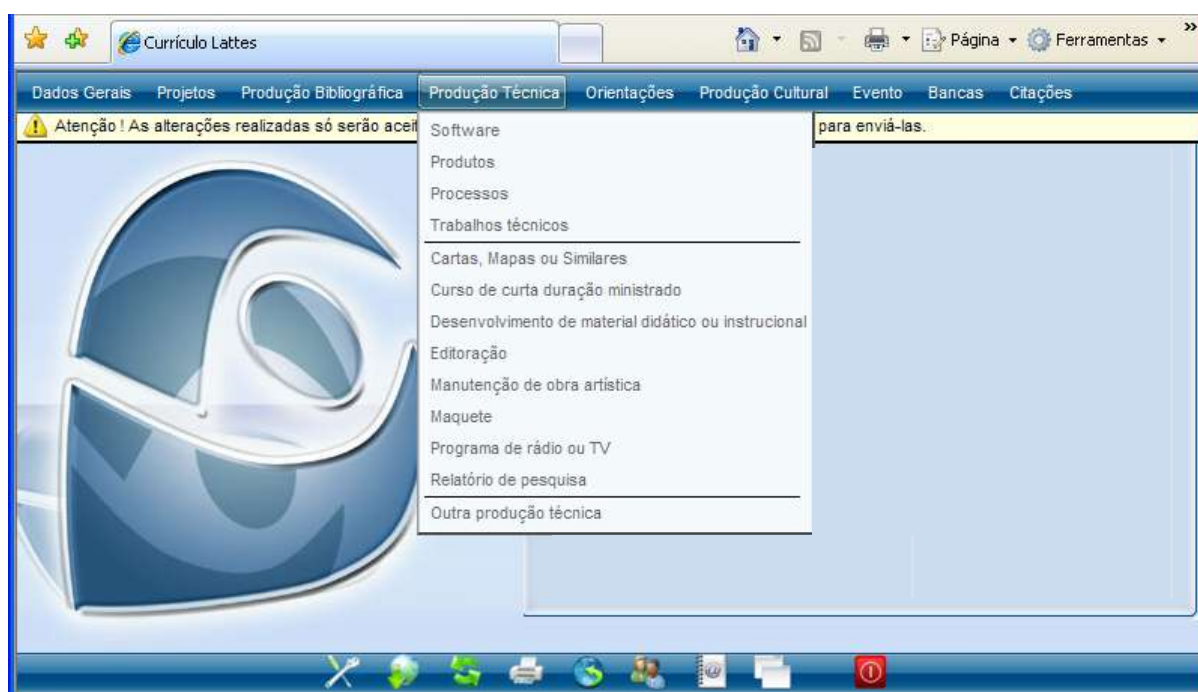 Currículo Lattes
Página
Ferramentas
»
Dados Gerais Projetos Produção Bibliográfica Produção Técnica Orientações Produção Cultural Evento Bancas Citações
Atenção ! As alterações realizadas só serão para enviá-las.
Software
Produtos
Processos
Trabalhos técnicos
Cartas, Mapas ou Similares
Curso de curta duração ministrado
Desenvolvimento de material didático ou instrucional
Editoração
Manutenção de obra artística
Maquete
Programa de rádio ou TV
Relatório de pesquisa
Outra produção técnica